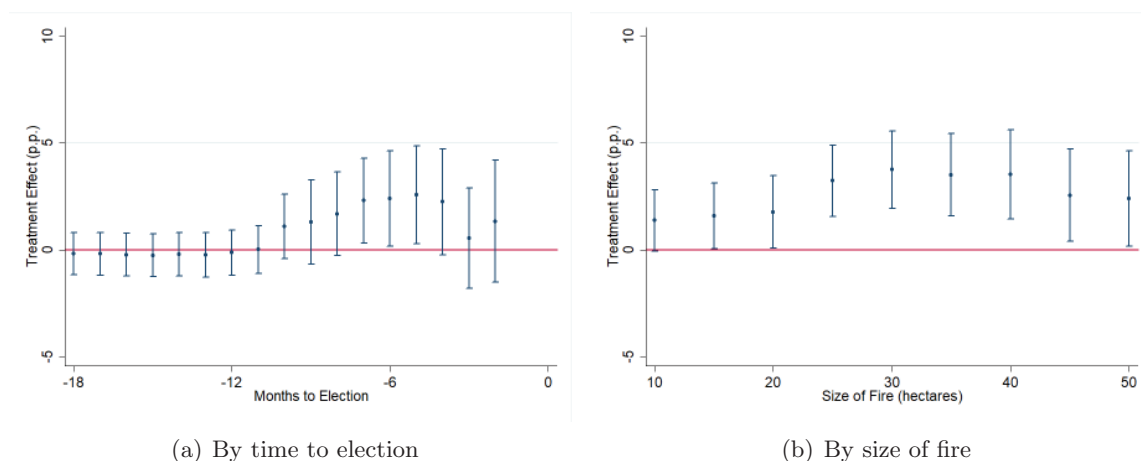 Treatment Effect (p.p.)
10
5
0
-5
-18
-12
-6
0
Months to Election
(a) By time to election
Treatment Effect (p.p.)
10
5
0
-5
10
20
30
40
50
Size of Fire (hectares)
(b) By size of fire